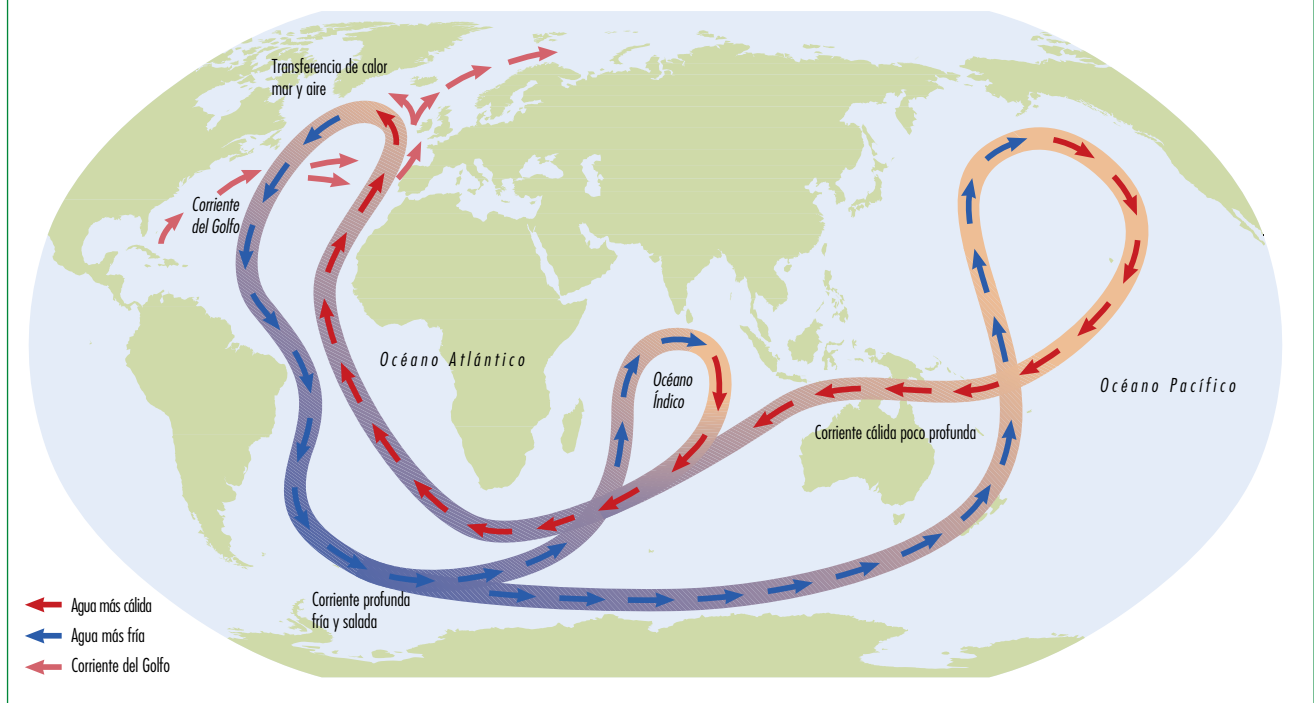 Transferencia de calor
mar y aire
Corriente
del Golfo
Océano Atlántico
Océano
Índico
Océano Pacífico
Corriente cálida poco profunda
Corriente profunda
fría y salada
Agua más cálida
Agua más fría
Corriente del Golfo